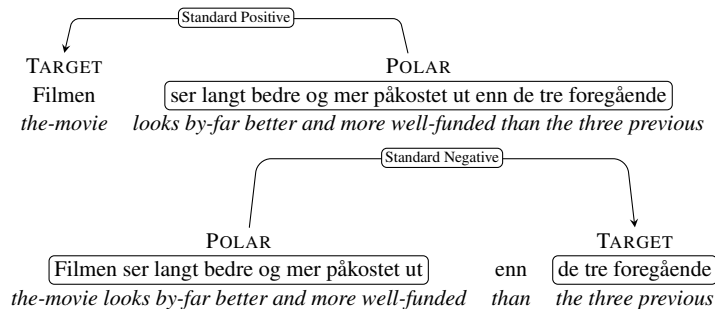 Standard Positive
TARGET POLAR
Filmen ser langt bedre og mer påkostet ut enn de tre foregående
the-movie looks by-far better and more well-funded than the three previous
Standard Negative
POLAR TARGET
Filmen ser langt bedre og mer påkostet ut enn de tre foregående
the-movie looks by-far better and more well-funded than the three previous